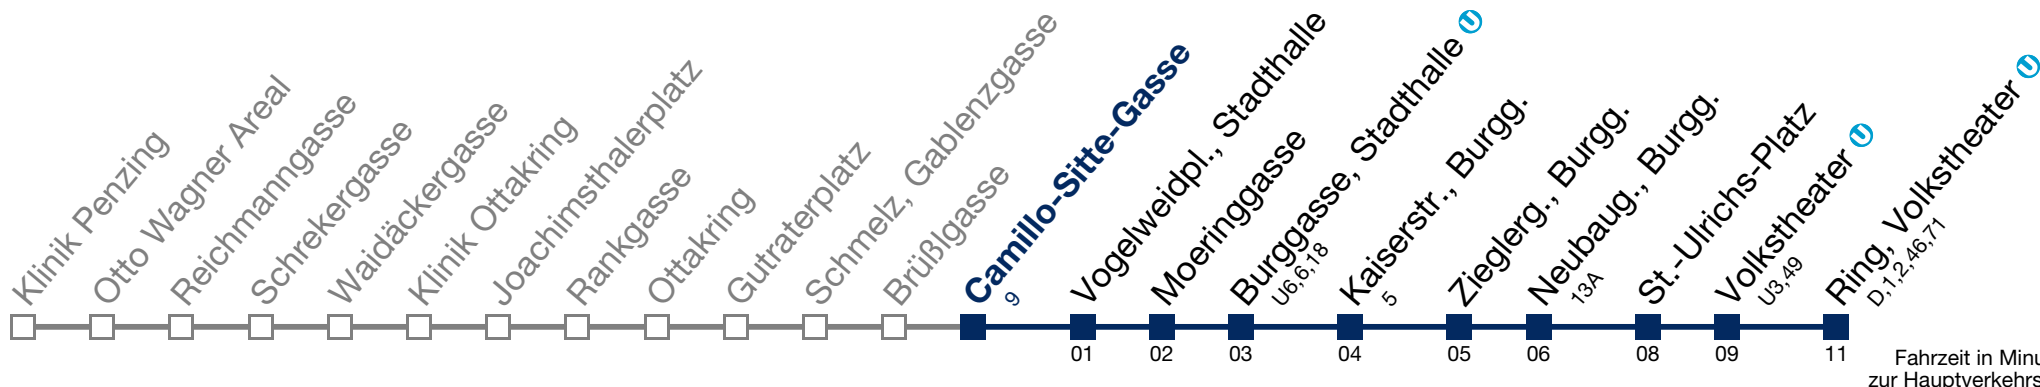 Klinik Penzing
Otto Wagner Areal
Reichmanngasse
Schrekergasse
Waidäckergasse
Klinik Ottakring
Joachimsthalerplatz
Rankgasse
Ottakring
Gutraterplatz
Schmelz, Gablenzgasse
Brüßlgasse
Camillo-Sitte-Gasse
9
Vogelweidpl., Stadthalle
Moeringgasse
Burggasse, Stadthalle U
U6,6,18
Kaiserstr., Burgg.
5
Zieglerg., Burgg.
Neubaug., Burgg.
13A
St.-Ulrichs-Platz
Volkstheater U
U3,49
Ring, Volkstheater U
D,1,2,46,71
01 02 03 04 05 06 08 09 11
Fahrzeit in Minu
zur Hauptverkehrs